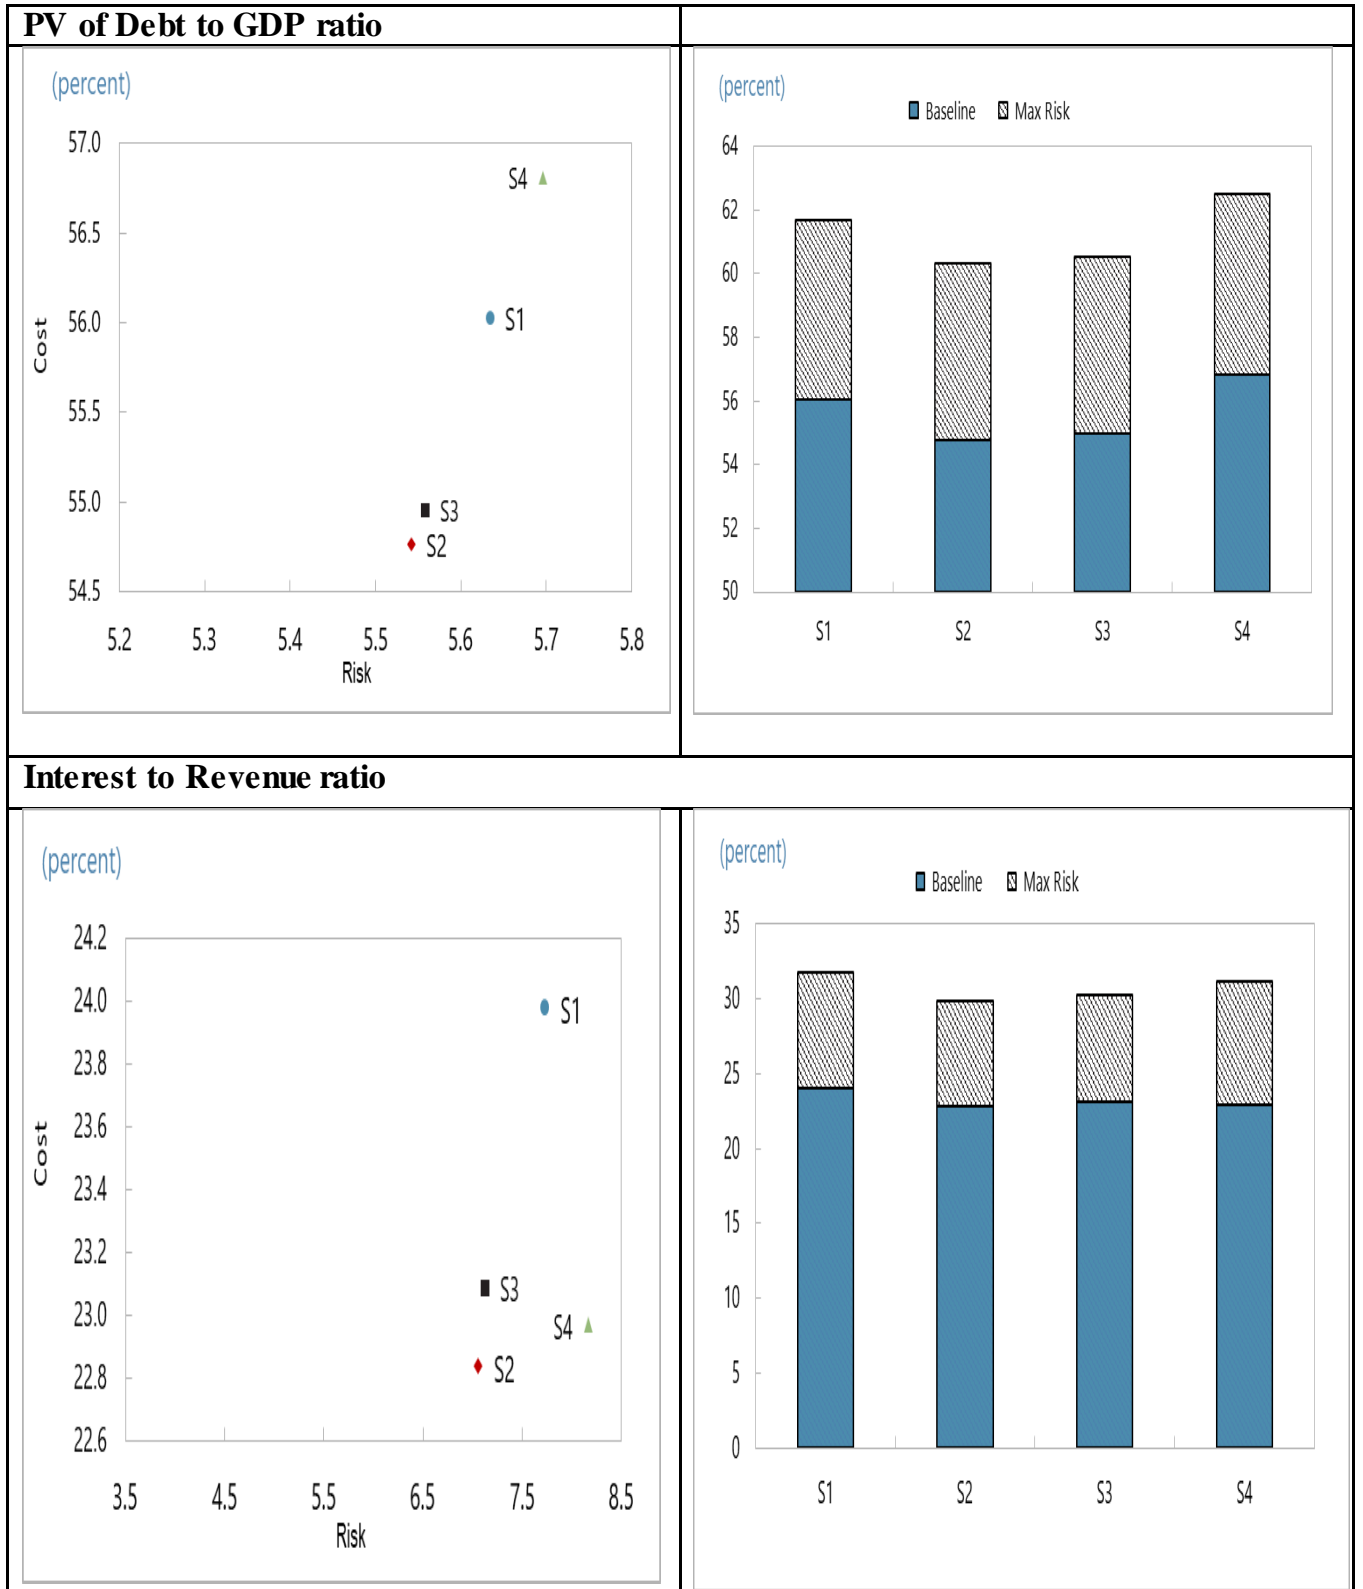 PV of Debt to GDP ratio
(percent)
57.0
56.5
56.0
55.5
55.0
54.5
Cost
S4
S1
S3
S2
5.2 5.3 5.4 5.5 5.6 5.7 5.8
Risk
(percent)
Baseline Max Risk
64
62
60
58
56
54
52
50
S1 S2 S3 S4
Interest to Revenue ratio
(percent)
24.2
24.0
23.8
23.6
23.4
23.2
23.0
22.8
22.6
Cost
S1
S3
S4
S2
3.5 4.5 5.5 6.5 7.5 8.5
Risk
(percent)
Baseline Max Risk
35
30
25
20
15
10
5
0
S1 S2 S3 S4